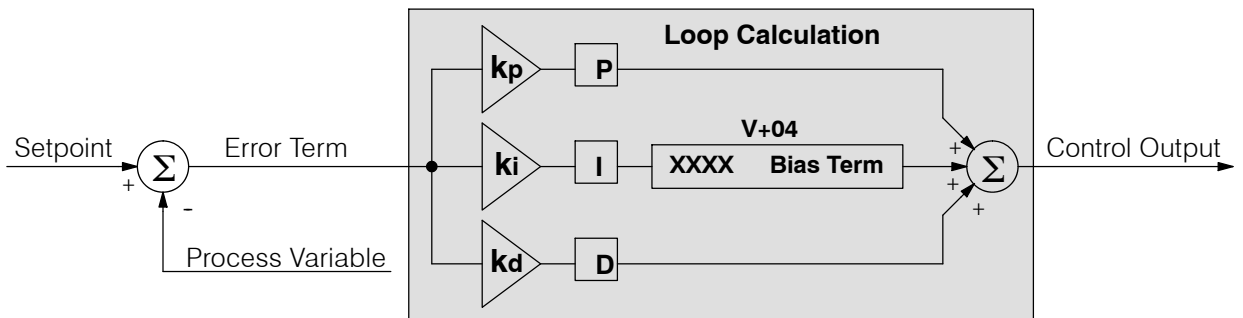 Loop Calculation
kp P
V+04
Setpoint + Σ Error Term ki I XXXX Bias Term + + + Σ Control Output
-
Process Variable kd D